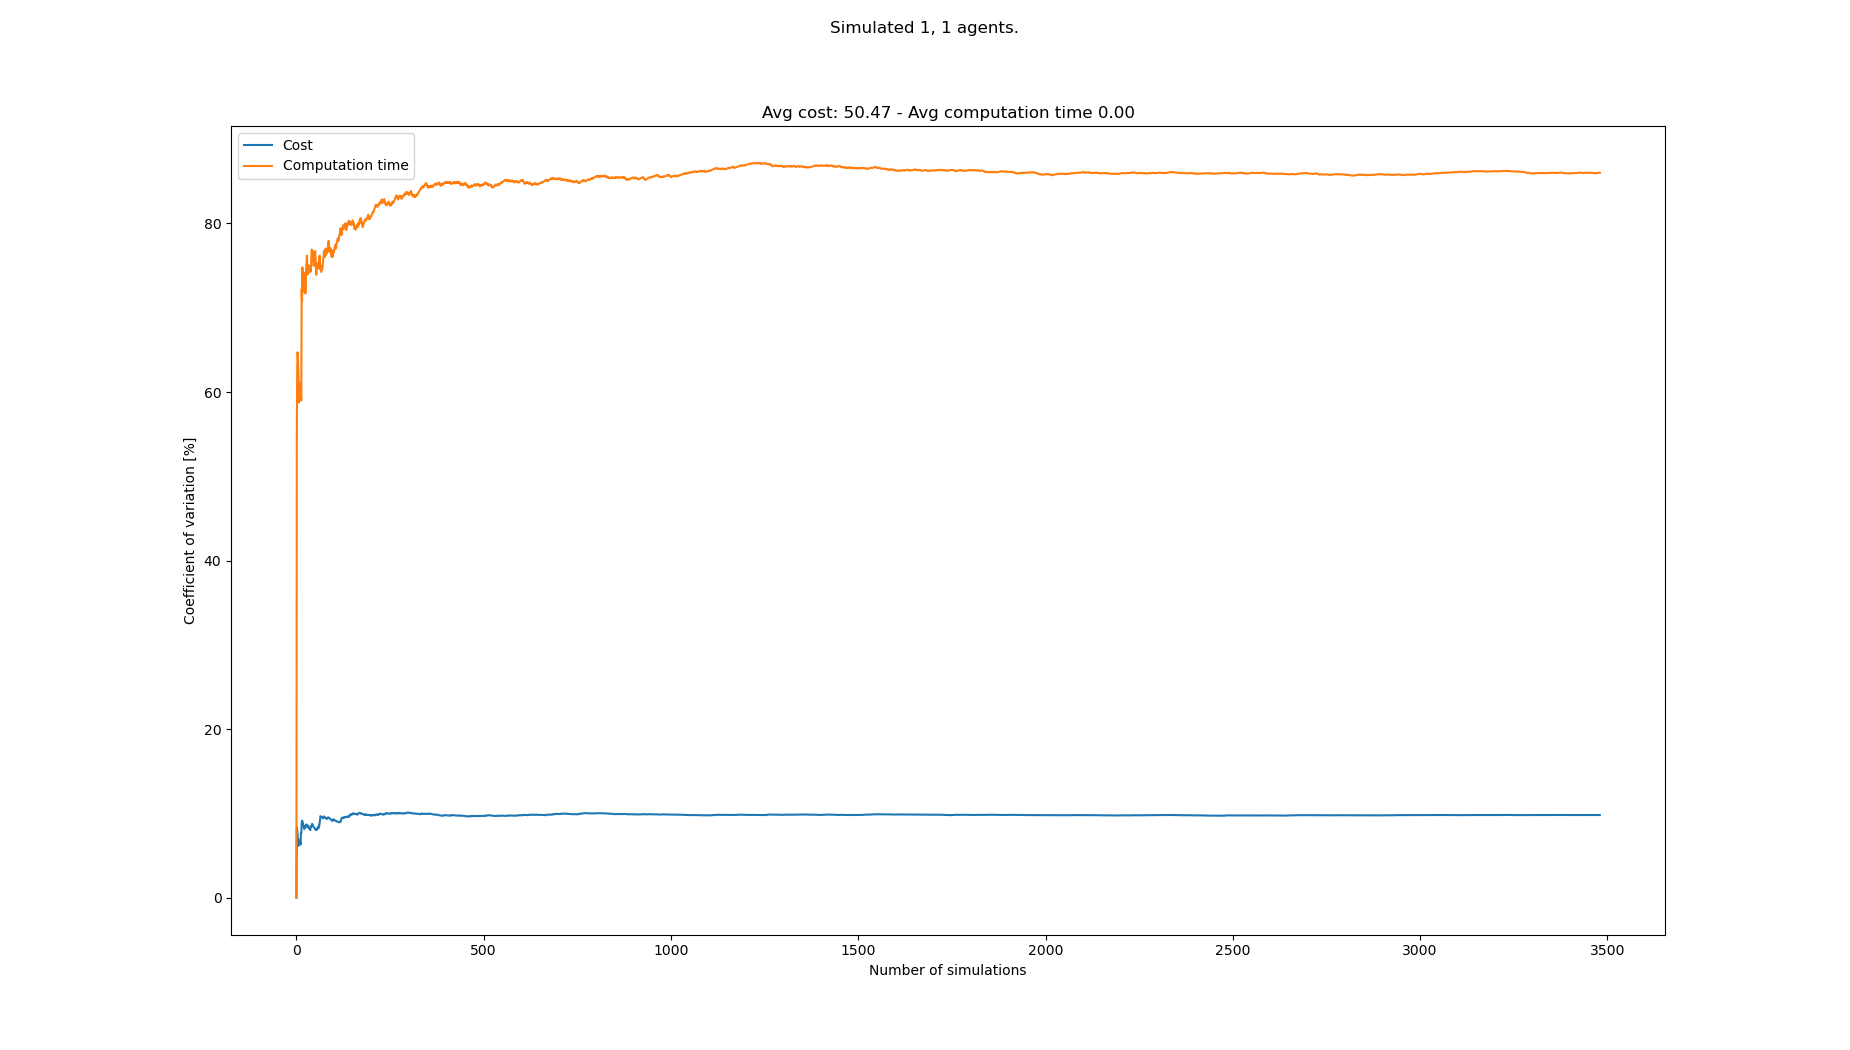 Simulated 1, 1 agents.
Avg cost: 50.47 - Avg computation time 0.00
Cost
Computation time
80
60
40
20
0
Coefficient of variation [%]
0 500 1000 1500 2000 2500 3000 3500
Number of simulations